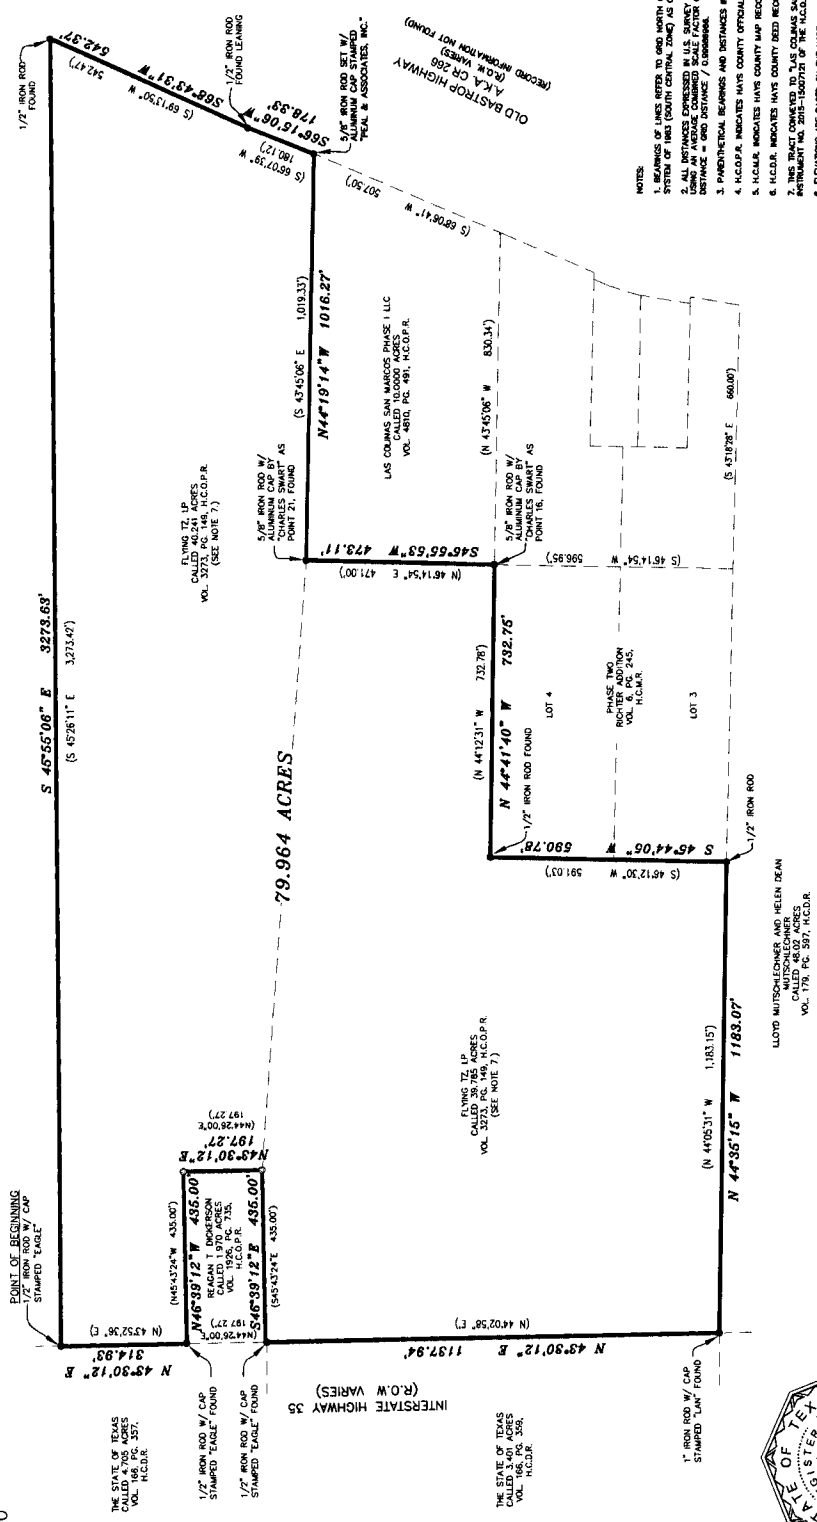 POINT OF BEGINNING
1/2" IRON ROD W/ CAP
STAMPED "EAGLE"
S 45°55'06" E 3273.63'
(S 45°26'11" E 3,273.42')
1/2" IRON ROD
FOUND
542.37'
S68°43'31"W
(S 69°13'50" W
542.47')
1/2" IRON ROD
FOUND LEANING
S66°15'06"W
178.33'
(S 66°07'39" W
180.12')
5/8" IRON ROD SET W/
ALUMINUM CAP STAMPED
"PEAL & ASSOCIATES, INC."
OLD BASTROP HIGHWAY
A.K.A. CR 266
(R.O.W. VARIES)
(RECORD INFORMATION NOT FOUND)
(S 68°06'41" W
507.50')
(S 43°45'06" E 1,019.33')
N44°19'14"W 1016.27'
LAS COLINAS SAN MARCOS PHASE I LLC
CALLED 10.0000 ACRES
VOL. 4810, PG. 491, H.C.O.P.R.
(N 43°45'06" W 830.34')
5/8" IRON ROD W/
ALUMINUM CAP BY
"CHARLES SWART" AS
POINT 21, FOUND
FLYING TZ, LP
CALLED 40.241 ACRES
VOL. 3273, PG. 149, H.C.O.P.R.
(SEE NOTE 7.)
S46°55'53" W 473.11'
(N 46°14'54" E 471.00')
5/8" IRON ROD W/
ALUMINUM CAP BY
"CHARLES SWART" AS
POINT 16, FOUND
(S 46°14'54" W 596.95')
(S 43°18'28" E 660.00')
(N 44°12'31" W 732.78')
N 44°41'40" W 732.75'
1/2" IRON ROD FOUND
LOT 4
PHASE TWO
RICHTER ADDITION
VOL. 6, PG. 245,
H.C.M.R.
LOT 3
S 45°44'05" W 590.78'
(S 46°12'30" W 591.03')
1/2" IRON ROD
79.964 ACRES
LLOYD MUTSCHLECHNER AND HELEN DEAN
MUTSCHLECHNER
CALLED 48.02 ACRES
VOL. 179, PG. 597, H.C.D.R.
(N 44°05'31" W 1,183.15')
N 44°35'15" W 1183.07'
FLYING TZ, LP
CALLED 39.785 ACRES
VOL. 3273, PG. 149, H.C.O.P.R.
(SEE NOTE 7.)
(N44°26'00"E
197.27')
N43°30'12"E
197.27'
(N45°43'24"W 435.00')
N46°39'12"W 435.00'
REAGAN T DICKERSON
CALLED 1.970 ACRES
VOL. 1926, PG. 735,
H.C.O.P.R.
S46°39'12"E 435.00'
(S45°43'24"E 435.00')
(N44°26'00"E
197.27')
(N 43°52'36" E)
N 43°30'12" E
314.93'
(N 44°02'58" E)
N 43°30'12" E 1137.94'
INTERSTATE HIGHWAY 35
(R.O.W VARIES)
THE STATE OF TEXAS
CALLED 4.705 ACRES
VOL. 166, PG. 357,
H.C.D.R.
1/2" IRON ROD W/ CAP
STAMPED "EAGLE" FOUND
1/2" IRON ROD W/ CAP
STAMPED "EAGLE" FOUND
THE STATE OF TEXAS
CALLED 3.401 ACRES
VOL. 166, PG. 359,
H.C.D.R.
1" IRON ROD W/ CAP
STAMPED "LAN" FOUND
NOTES:
1. BEARINGS OF LINES REFER TO GRID NORTH
SYSTEM OF 1983 (SOUTH CENTRAL ZONE) AS
2. ALL DISTANCES EXPRESSED IN U.S. SURVEY
USING AN AVERAGE COMBINED SCALE FACTOR
DISTANCE = GRID DISTANCE /
3. PARENTHETICAL BEARINGS AND DISTANCES
4. H.C.O.P.R. INDICATES HAYS COUNTY OFFICIAL
5. H.C.M.R. INDICATES HAYS COUNTY MAP
6. H.C.D.R. INDICATES HAYS COUNTY DEED
7. THIS TRACT CONVEYED TO "LAS COLINAS
INSTRUMENT NO. 2015-15007121 OF THE H.C.O.
STATE OF TEX